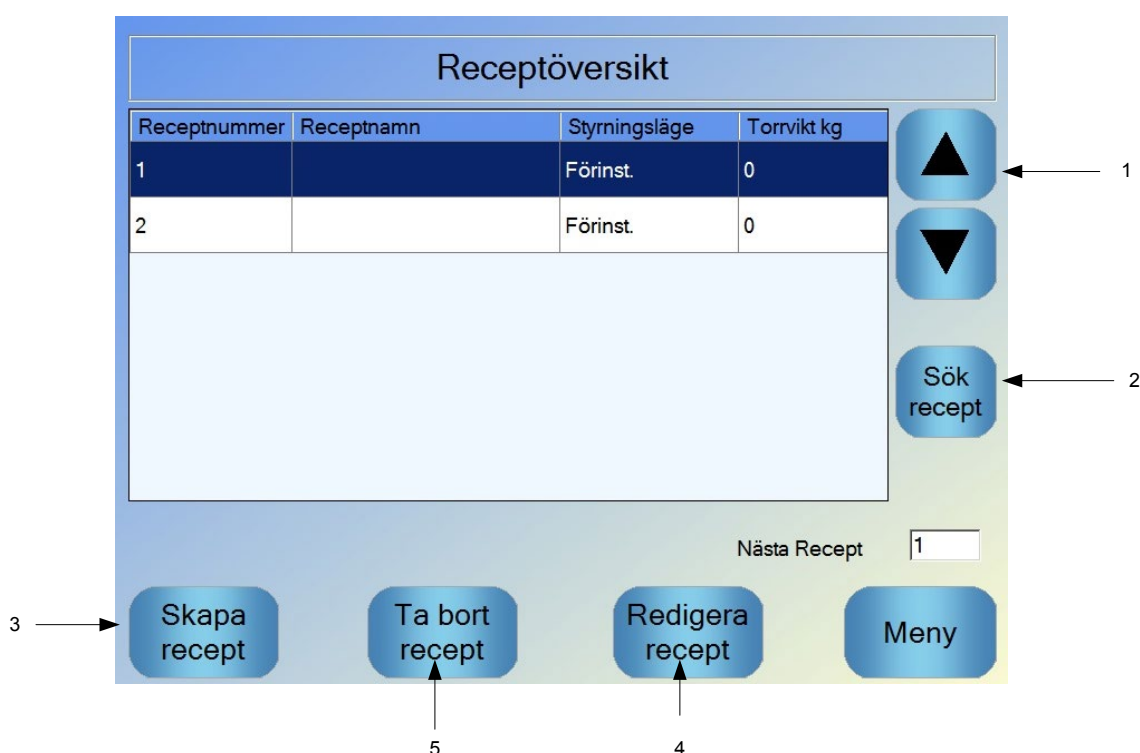 Receptöversikt
Receptnummer Receptnamn Styrningsläge Torrvikt kg
1 Förinst. 0
1
2 Förinst. 0
Sök
recept
2
Nästa Recept 1
3
Skapa
recept
Ta bort
recept
Redigera
recept
Meny
5
4